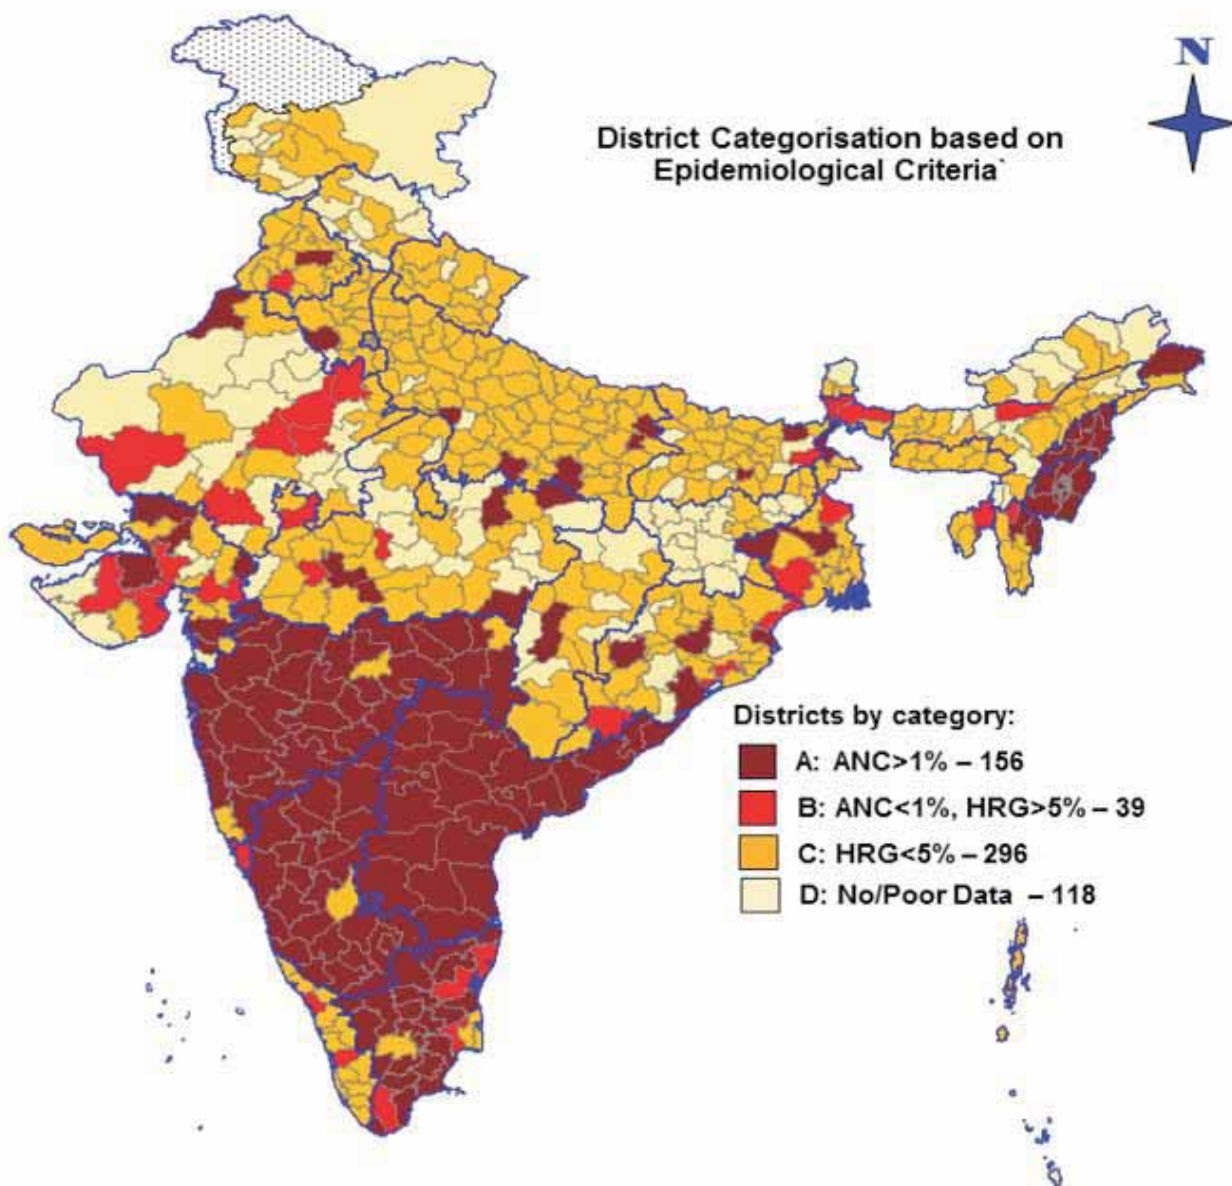 N
District Categorisation based on
Epidemiological Criteria`
Districts by category:
A: ANC>1% – 156
B: ANC<1%, HRG>5% – 39
C: HRG<5% – 296
D: No/Poor Data – 118